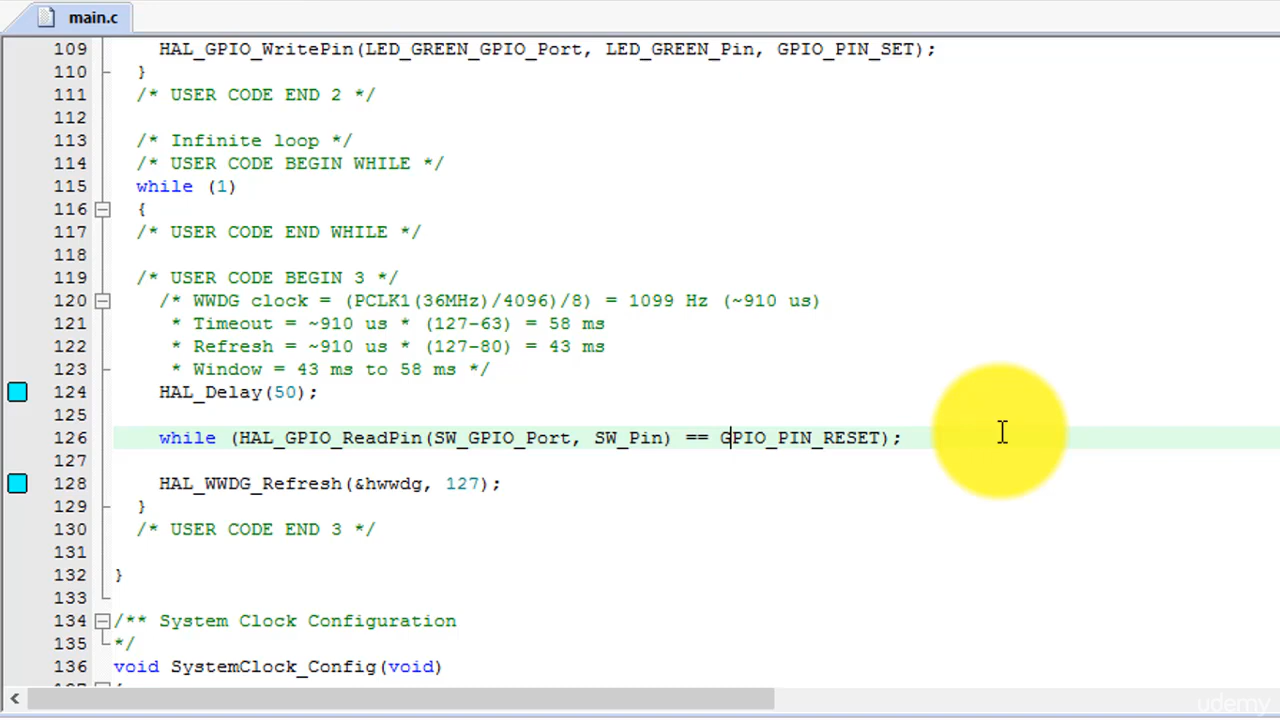 main.c
109 HAL_GPIO_WritePin(LED_GREEN_GPIO_Port, LED_GREEN_Pin, GPIO_PIN_SET);
110 }
111 /* USER CODE END 2 */
112
113 /* Infinite loop */
114 /* USER CODE BEGIN WHILE */
115 while (1)
116 {
117 /* USER CODE END WHILE */
118
119 /* USER CODE BEGIN 3 */
120 /* WWDG clock = (PCLK1(36MHz)/4096)/8) = 1099 Hz (~910 us)
121 * Timeout = ~910 us * (127-63) = 58 ms
122 * Refresh = ~910 us * (127-80) = 43 ms
123 * Window = 43 ms to 58 ms */
124 HAL_Delay(50);
125
126 while (HAL_GPIO_ReadPin(SW_GPIO_Port, SW_Pin) == GPIO_PIN_RESET);
127
128 HAL_WWDG_Refresh(&hwwdg, 127);
129 }
130 /* USER CODE END 3 */
131
132 }
133
134 /** System Clock Configuration
135 */
136 void SystemClock_Config(void)
udemy